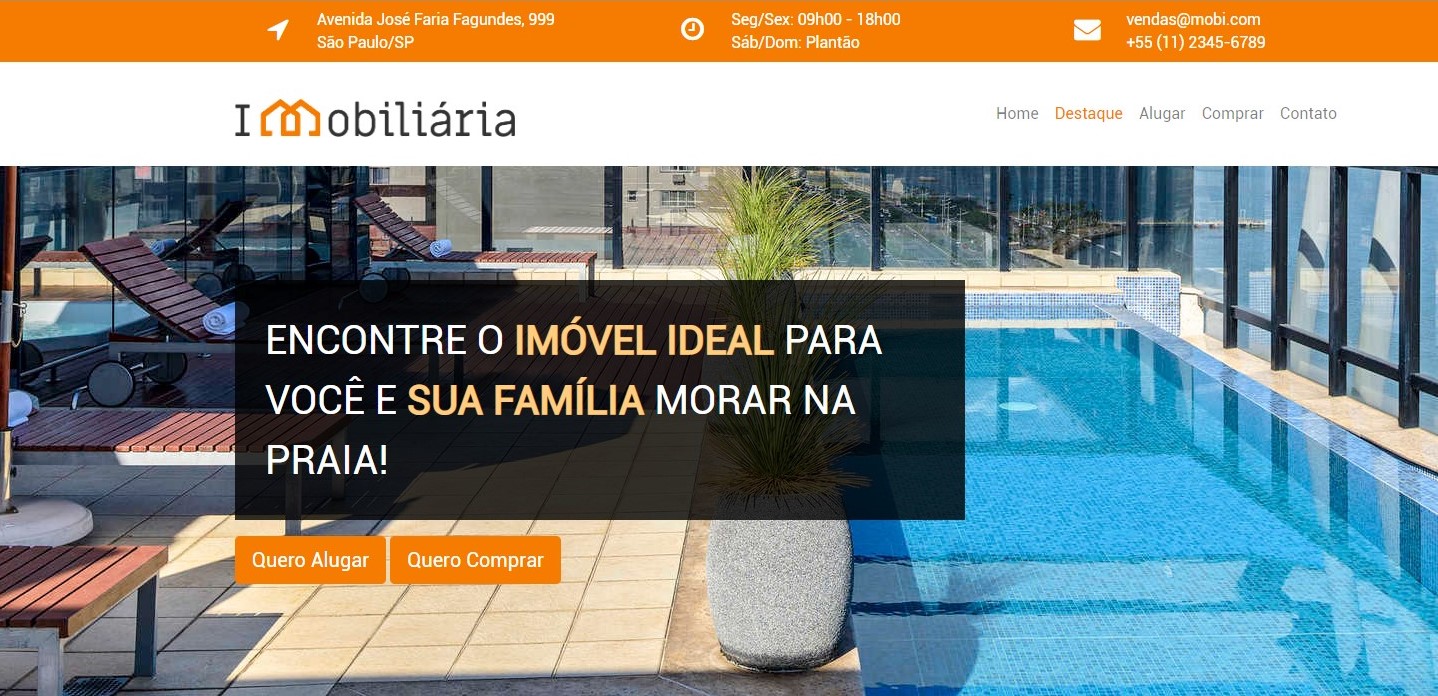 Avenida José Faria Fagundes, 999
São Paulo/SP
Seg/Sex: 09h00 - 18h00
Sáb/Dom: Plantão
vendas@mobi.com
+55 (11) 2345-6789
Imobiliária
Home Destaque Alugar Comprar Contato
ENCONTRE O IMÓVEL IDEAL PARA
VOCÊ E SUA FAMÍLIA MORAR NA
PRAIA!
Quero Alugar Quero Comprar